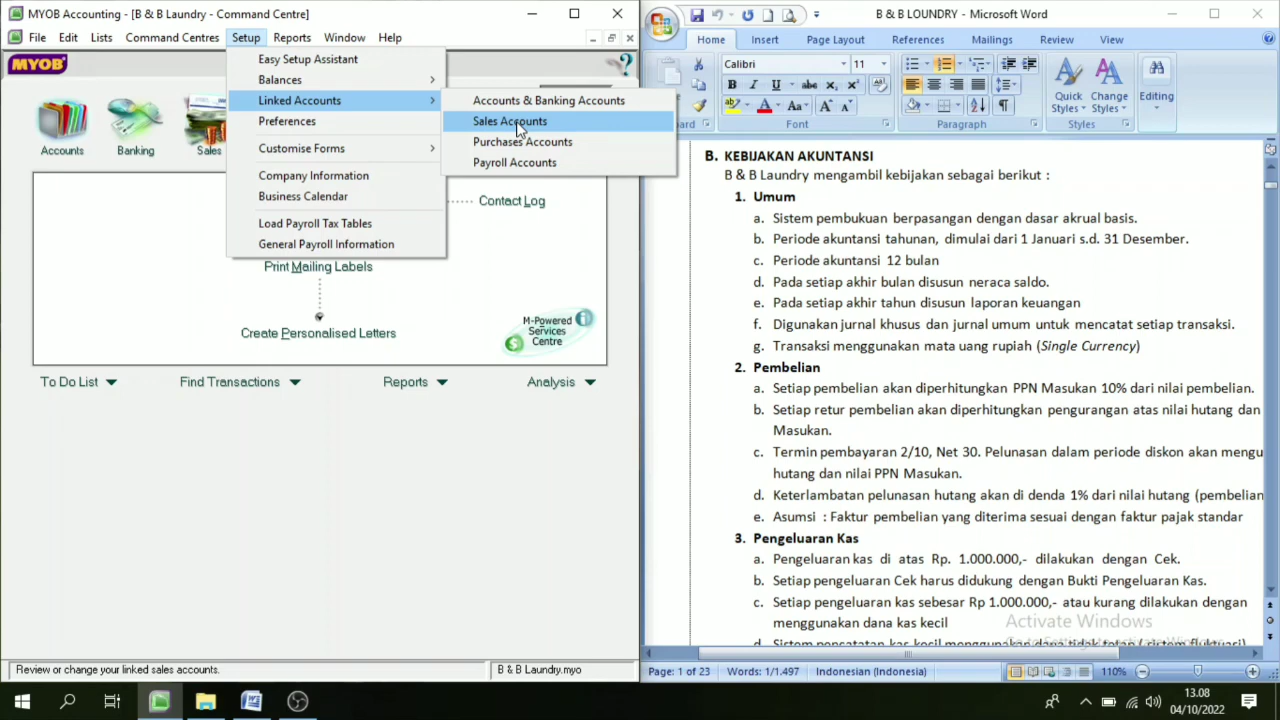 MYOB Accounting - [B & B Laundry - Command Centre]
File Edit Lists Command Centres Setup Reports Window Help
MYOB
Accounts Banking Sales
Easy Setup Assistant
Balances
Linked Accounts
Preferences
Customise Forms
Company Information
Business Calendar
Load Payroll Tax Tables
General Payroll Information
Accounts & Banking Accounts
Sales Accounts
Purchases Accounts
Payroll Accounts
Contact Log
Print Mailing Labels
Create Personalised Letters
M-Powered
Services
Centre
To Do List Find Transactions Reports Analysis
Review or change your linked sales accounts. B & B Laundry.myo
B & B LOUNDRY - Microsoft Word
Home Insert Page Layout References Mailings Review View
Calibri 11
Quick
Styles
Change
Styles
Editing
ard Font Paragraph Styles
B. KEBIJAKAN AKUNTANSI
B & B Laundry mengambil kebijakan sebagai berikut :
1. Umum
a. Sistem pembukuan berpasangan dengan dasar akrual basis.
b. Periode akuntansi tahunan, dimulai dari 1 Januari s.d. 31 Desember.
c. Periode akuntansi 12 bulan
d. Pada setiap akhir bulan disusun neraca saldo.
e. Pada setiap akhir tahun disusun laporan keuangan
f. Digunakan jurnal khusus dan jurnal umum untuk mencatat setiap transaksi.
g. Transaksi menggunakan mata uang rupiah (Single Currency)
2. Pembelian
a. Setiap pembelian akan diperhitungkan PPN Masukan 10% dari nilai pembelian.
b. Setiap retur pembelian akan diperhitungkan pengurangan atas nilai hutang dan
Masukan.
c. Termin pembayaran 2/10, Net 30. Pelunasan dalam periode diskon akan mengu
hutang dan nilai PPN Masukan.
d. Keterlambatan pelunasan hutang akan di denda 1% dari nilai hutang (pembelian
e. Asumsi : Faktur pembelian yang diterima sesuai dengan faktur pajak standar
3. Pengeluaran Kas
a. Pengeluaran kas di atas Rp. 1.000.000,- dilakukan dengan Cek.
b. Setiap pengeluaran Cek harus didukung dengan Bukti Pengeluaran Kas.
c. Setiap pengeluaran kas sebesar Rp 1.000.000,- atau kurang dilakukan dengan
menggunakan dana kas kecil
Activate Windows
Page: 1 of 23 Words: 1/1.497 Indonesian (Indonesia) 110%
13.08
04/10/2022